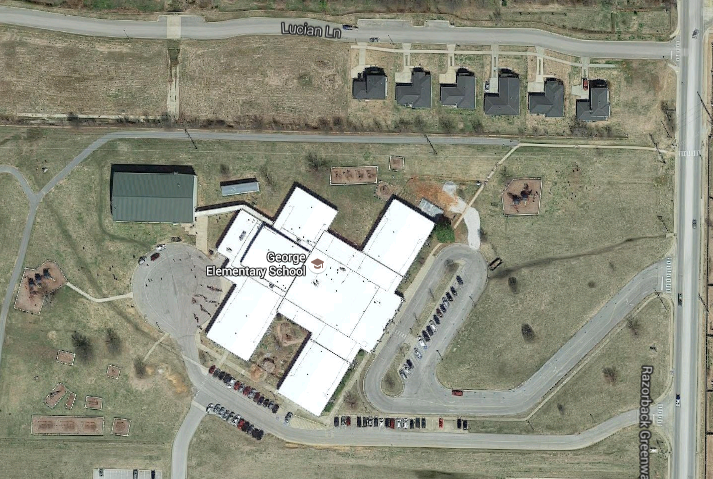 Lucian Ln
George
Elementary School
Razorback Greenwa